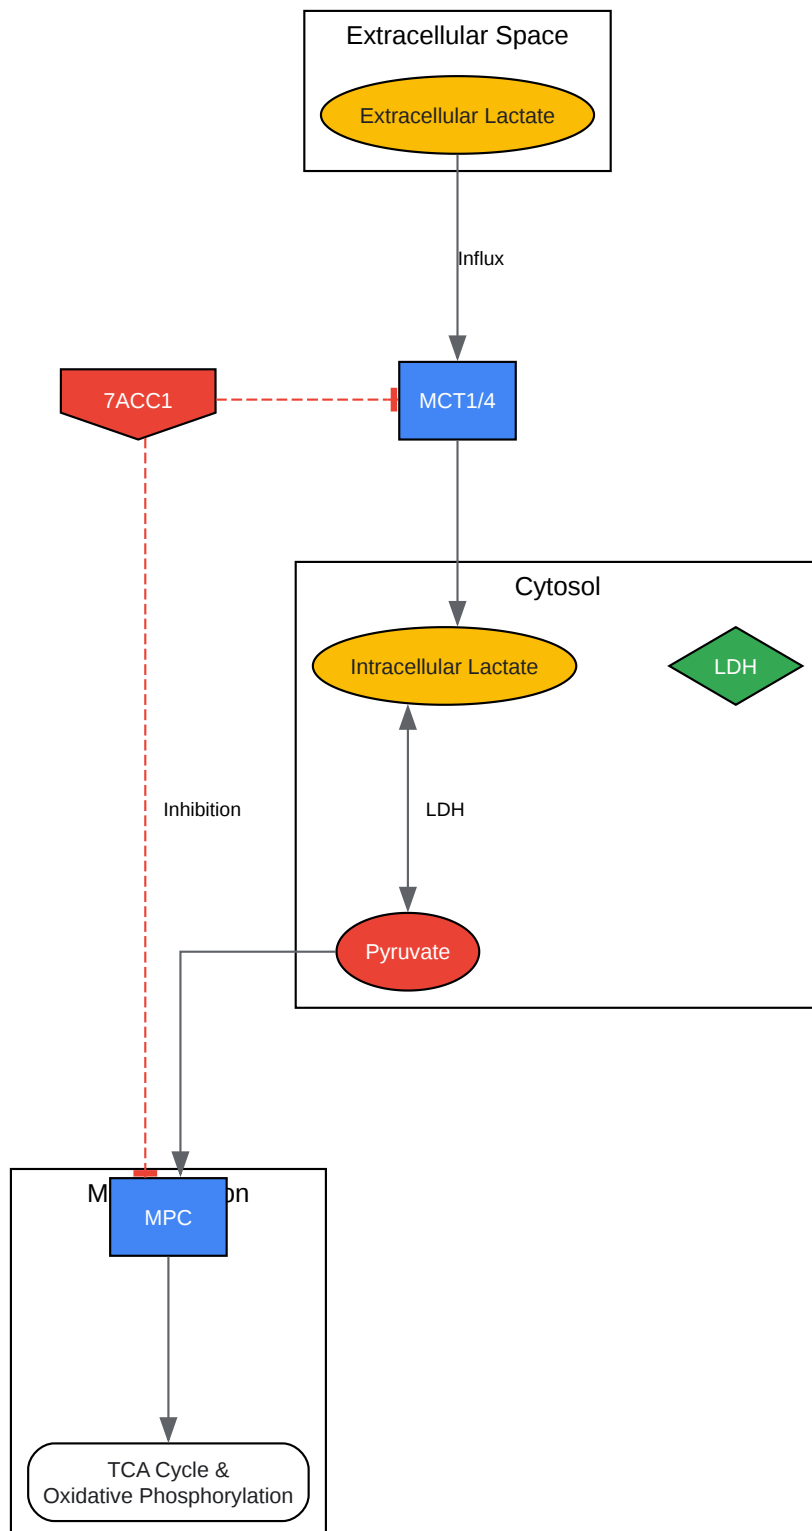 Extracellular Space
Extracellular Lactate
Influx
7ACC1
MCT1/4
Cytosol
Intracellular Lactate
LDH
Inhibition
LDH
Pyruvate
MPC
TCA Cycle &
Oxidative Phosphorylation